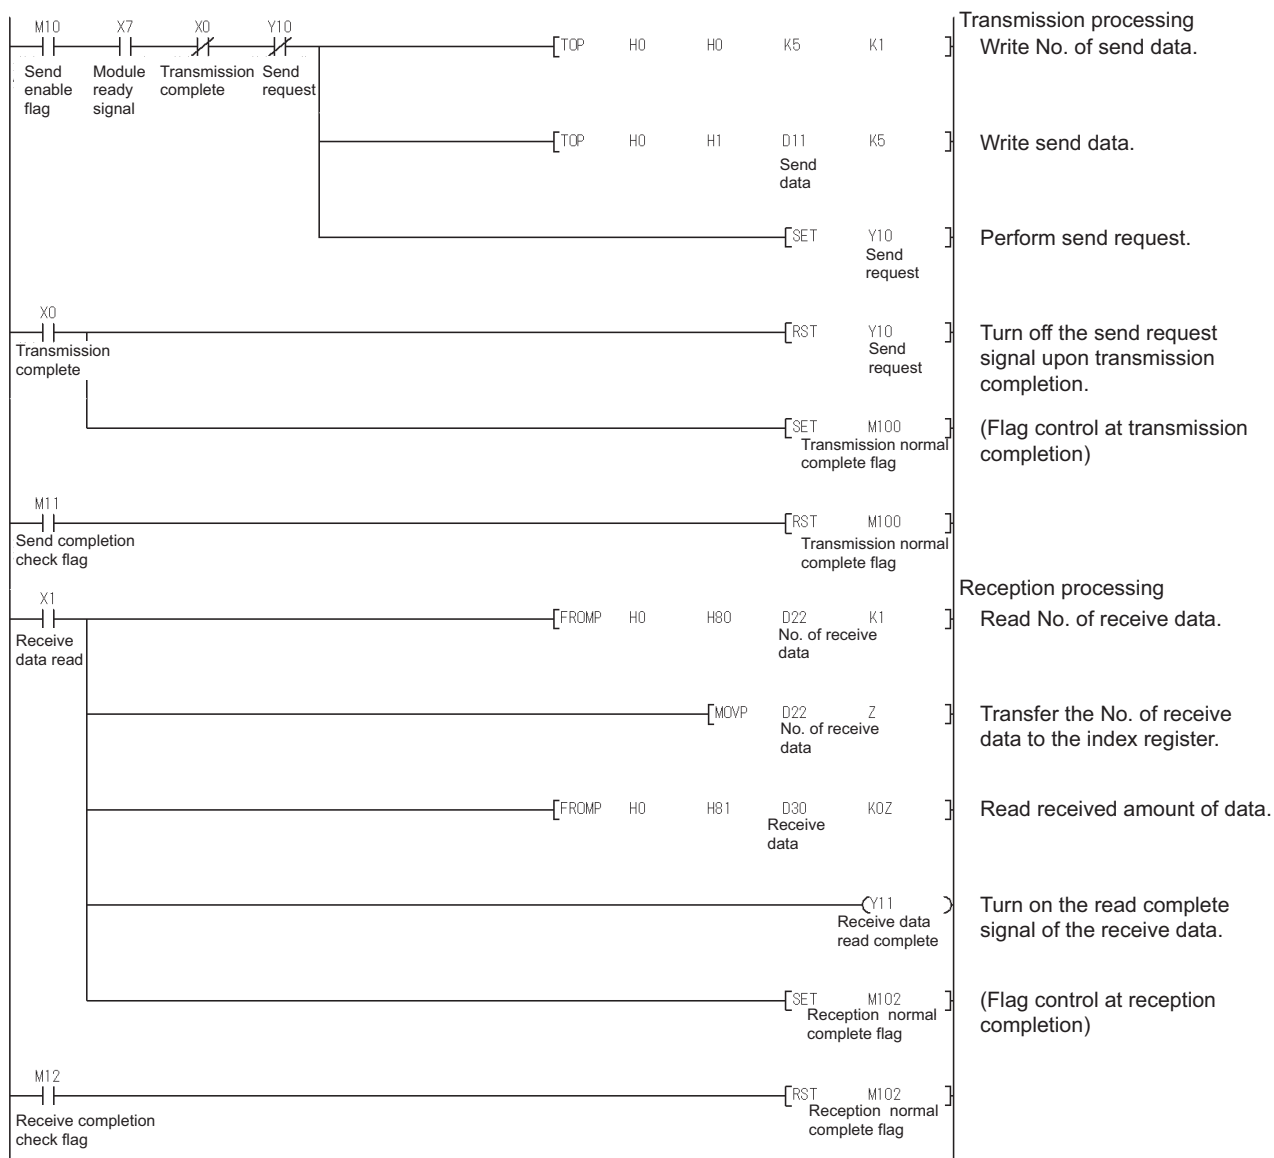 Transmission processing
M10 X7 X0 Y10
TOP H0 H0 K5 K1
Write No. of send data.
Send enable flag
Module ready signal
Transmission complete
Send request
TOP H0 H1 D11 K5
Send data
Write send data.
SET Y10
Send request
Perform send request.
X0
Transmission complete
RST Y10
Send request
Turn off the send request
signal upon transmission
completion.
SET M100
Transmission normal
complete flag
(Flag control at transmission
completion)
M11
Send completion
check flag
RST M100
Transmission normal
complete flag
Reception processing
X1
Receive
data read
FROMP H0 H80 D22 K1
No. of receive
data
Read No. of receive data.
MOVP D22 Z
No. of receive
data
Transfer the No. of receive
data to the index register.
FROMP H0 H81 D30 K0Z
Receive
data
Read received amount of data.
Y11
Receive data
read complete
Turn on the read complete
signal of the receive data.
SET M102
Reception normal
complete flag
(Flag control at reception
completion)
M12
Receive completion
check flag
RST M102
Reception normal
complete flag